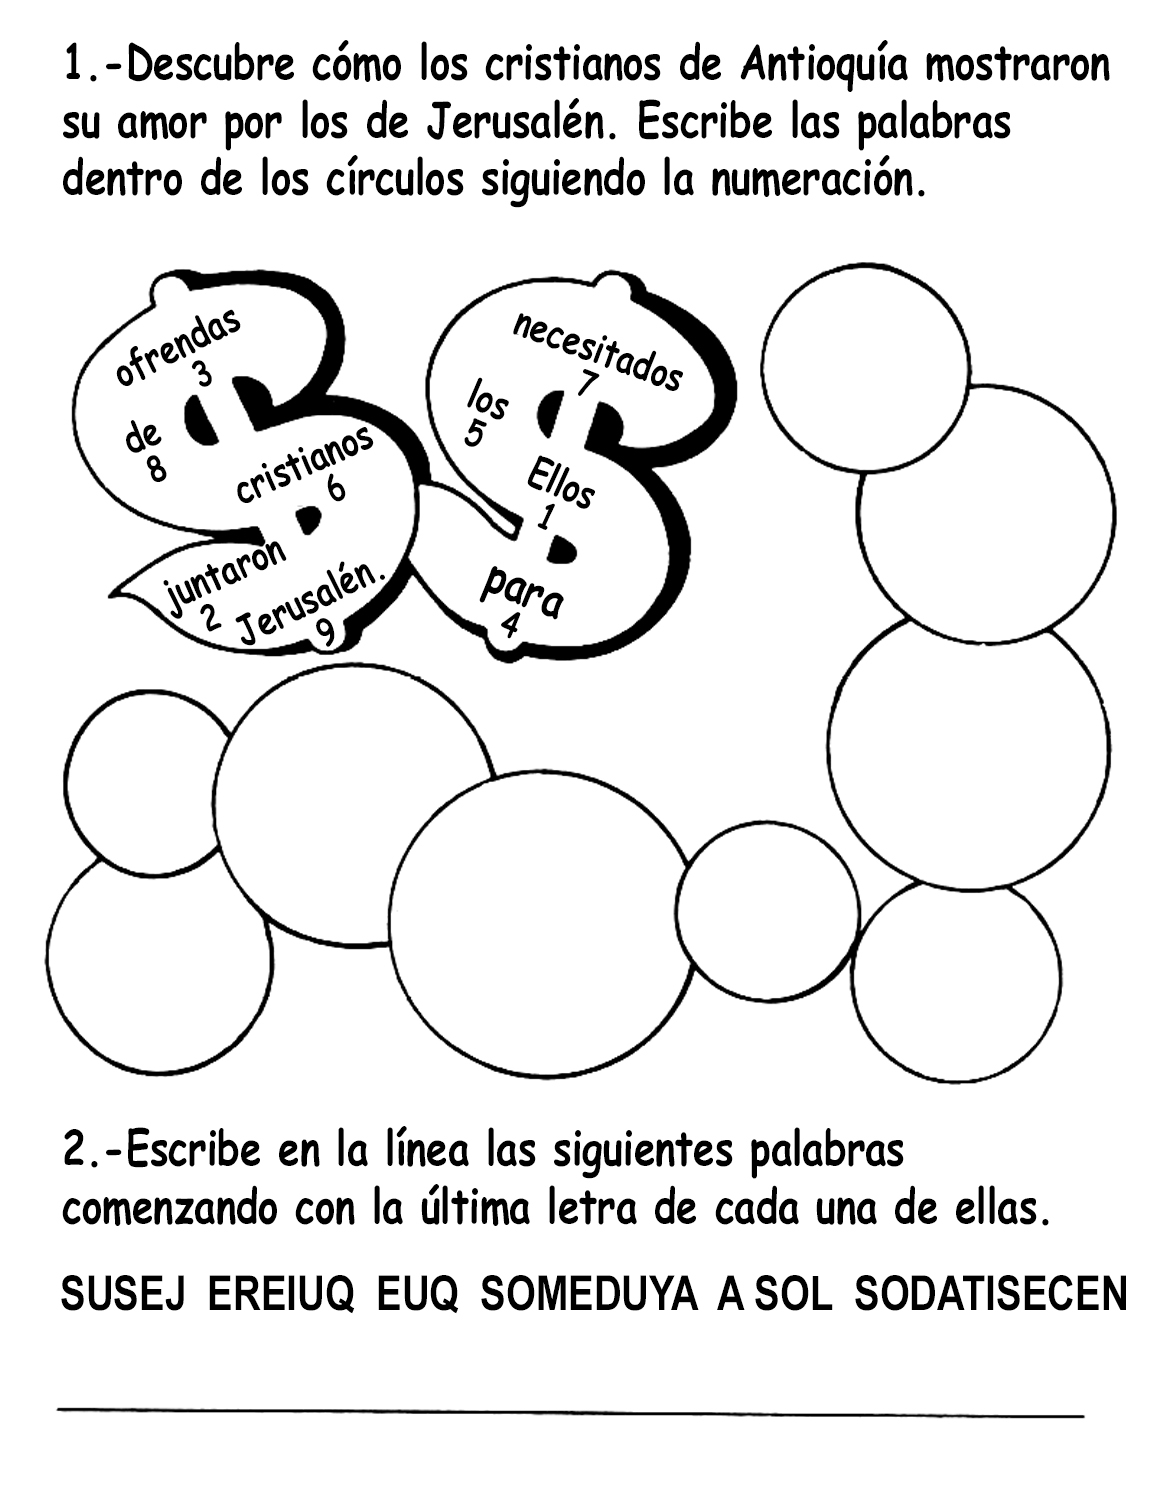 1.-Descubre cómo los cristianos de Antioquía mostraron
su amor por los de Jerusalén. Escribe las palabras
dentro de los círculos siguiendo la numeración.
ofrendas
3
de
8
cristianos
6
juntaron
2
Jerusalén.
9
necesitados
7
los
5
Ellos
1
para
4
2.-Escribe en la línea las siguientes palabras
comenzando con la última letra de cada una de ellas.
SUSEJ EREIUQ EUQ SOMEDUYA A SOL SODATISECEN